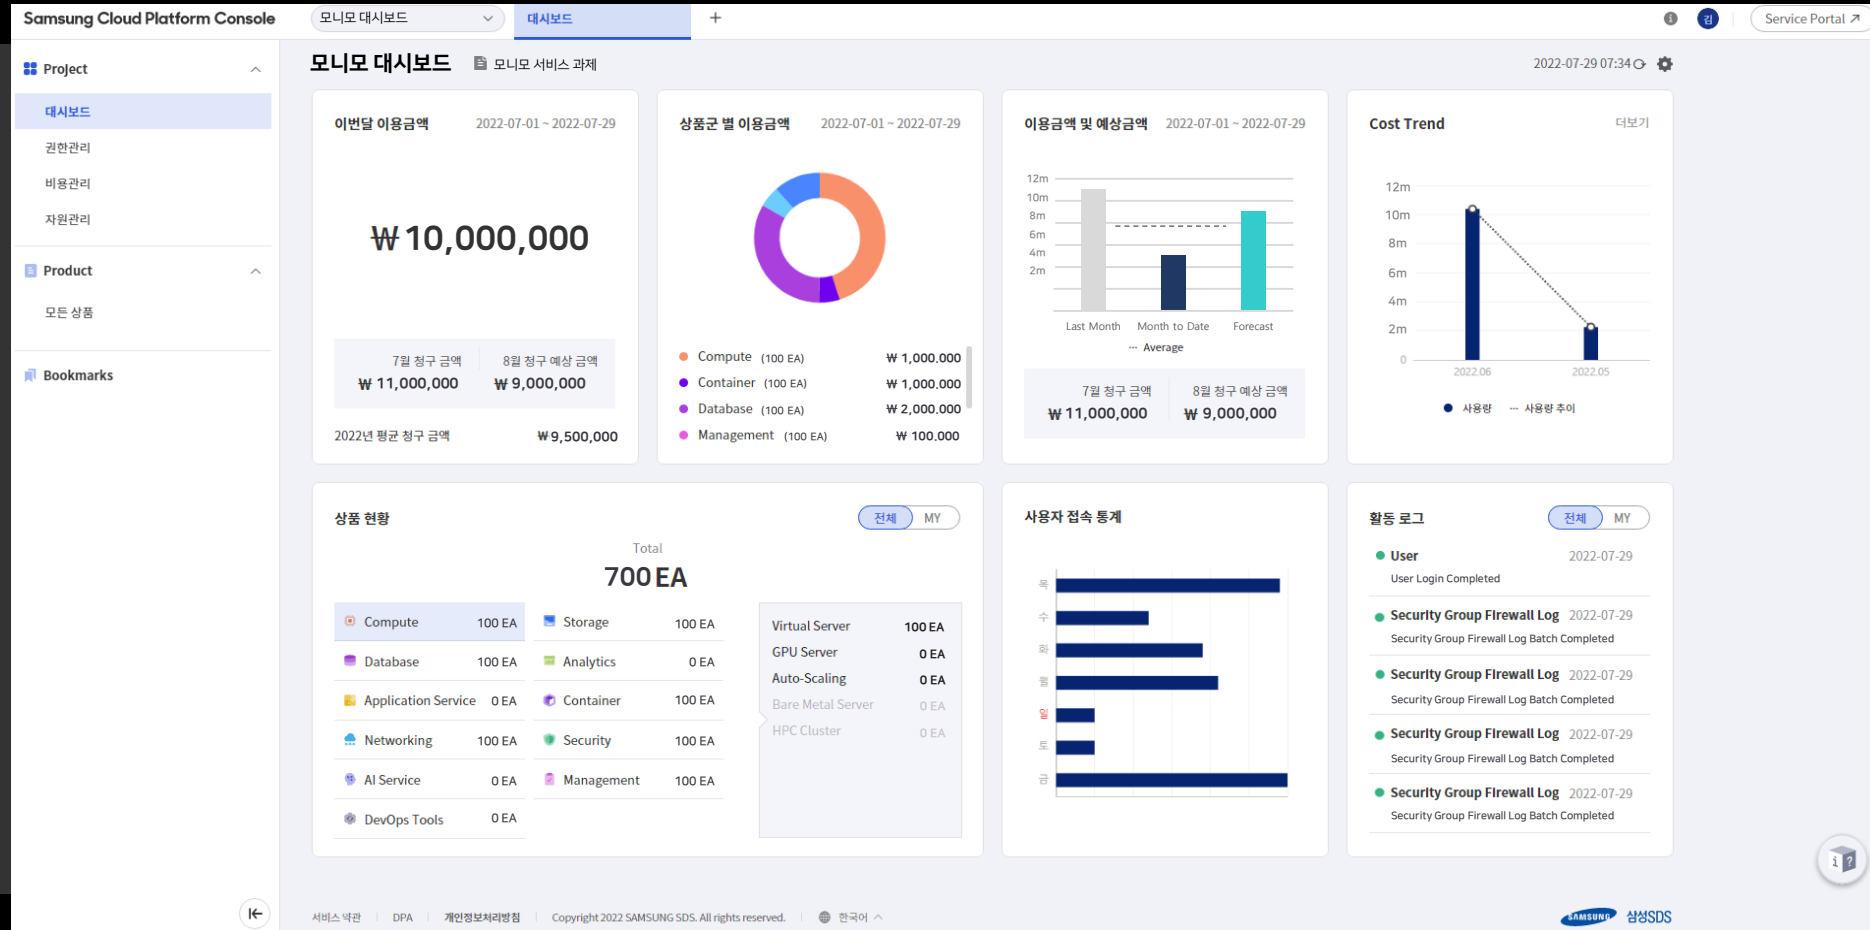 Samsung Cloud Platform Console
모니모 대시보드
대시보드
+
김
Service Portal
Project
대시보드
권한관리
비용관리
자원관리
Product
모든 상품
Bookmarks
모니모 대시보드
모니모 서비스 과제
2022-07-29 07:34
이번달 이용금액
2022-07-01 ~ 2022-07-29
₩ 10,000,000
7월 청구 금액
8월 청구 예상 금액
₩ 11,000,000
₩ 9,000,000
2022년 평균 청구 금액
₩9,500,000
상품군 별 이용금액
2022-07-01 ~ 2022-07-29
Compute (100 EA) ₩ 1,000.000
Container (100 EA) ₩ 1,000.000
Database (100 EA) ₩ 2,000.000
Management (100 EA) ₩ 100.000
이용금액 및 예상금액
2022-07-01 ~ 2022-07-29
12m
10m
8m
6m
4m
2m
Last Month
Month to Date
Forecast
Average
7월 청구 금액
8월 청구 예상 금액
₩ 11,000,000
₩ 9,000,000
Cost Trend
더보기
12m
10m
8m
6m
4m
2m
0
2022.06
2022.05
사용량
사용량 추이
상품 현황
전체
MY
Total
700 EA
Compute 100 EA
Storage 100 EA
Database 100 EA
Analytics 0 EA
Application Service 0 EA
Container 100 EA
Networking 100 EA
Security 100 EA
AI Service 0 EA
Management 100 EA
DevOps Tools 0 EA
Virtual Server 100 EA
GPU Server 0 EA
Auto-Scaling 0 EA
Bare Metal Server 0 EA
HPC Cluster 0 EA
사용자 접속 통계
목
수
화
월
일
토
금
활동 로그
전체
MY
User 2022-07-29
User Login Completed
Security Group Firewall Log 2022-07-29
Security Group Firewall Log Batch Completed
Security Group Firewall Log 2022-07-29
Security Group Firewall Log Batch Completed
Security Group Firewall Log 2022-07-29
Security Group Firewall Log Batch Completed
Security Group Firewall Log 2022-07-29
Security Group Firewall Log Batch Completed
서비스 약관
DPA
개인정보처리방침
Copyright 2022 SAMSUNG SDS. All rights reserved.
한국어
SAMSUNG 삼성SDS